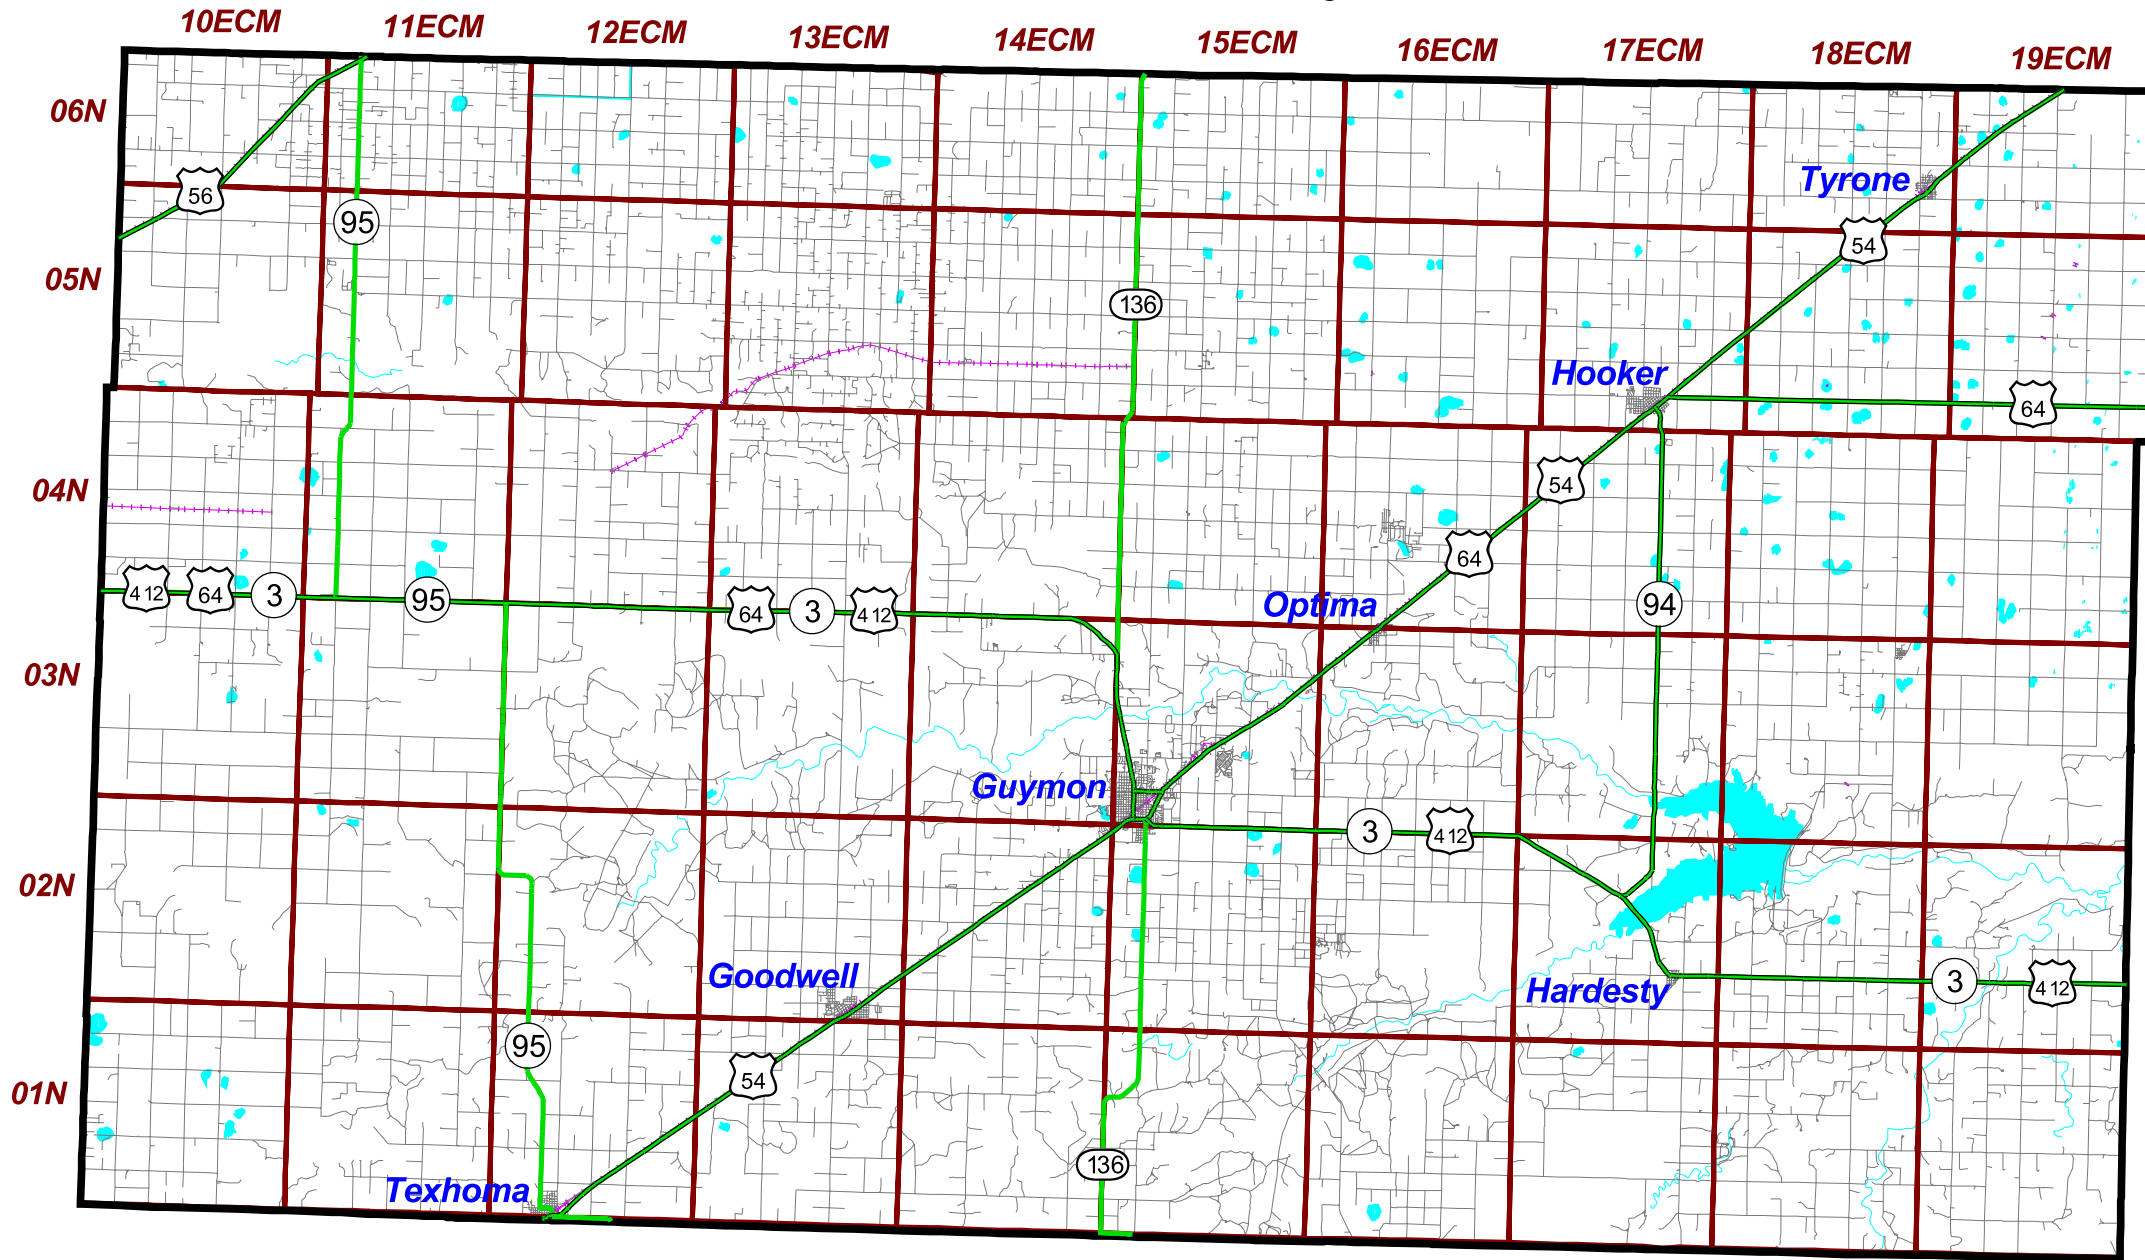 10ECM 11ECM 12ECM 13ECM 14ECM 15ECM 16ECM 17ECM 18ECM 19ECM
06N
Tyrone
56
95
54
05N
136
Hooker
64
54
04N
64
412 64 3 95 64 3 412
Optima
94
03N
Guymon
3 412
02N
Goodwell
Hardesty
3 412
95
54
01N
136
Texhoma